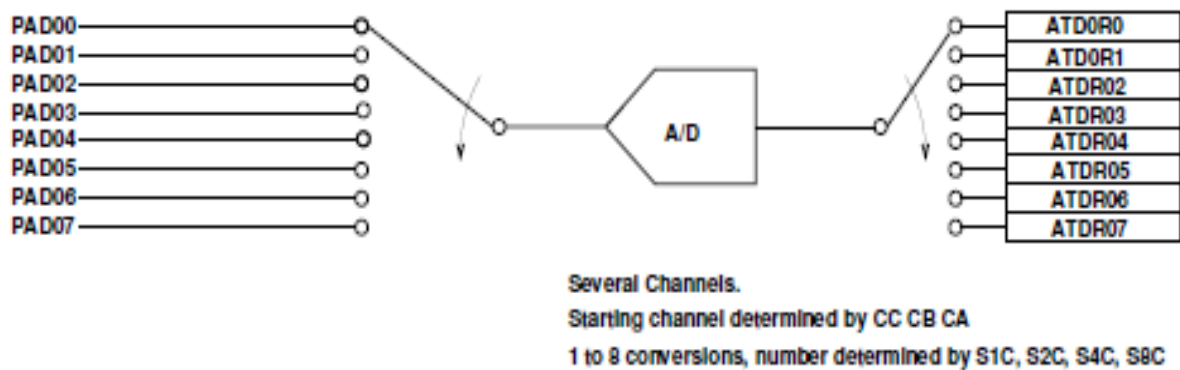 PAD00
PAD01
PAD02
PAD03
PAD04
PAD05
PAD06
PAD07
A/D
ATD0R0
ATD0R1
ATDR02
ATDR03
ATDR04
ATDR05
ATDR06
ATDR07
Several Channels.
Starting channel determined by CC CB CA
1 to 8 conversions, number determined by S1C, S2C, S4C, S8C